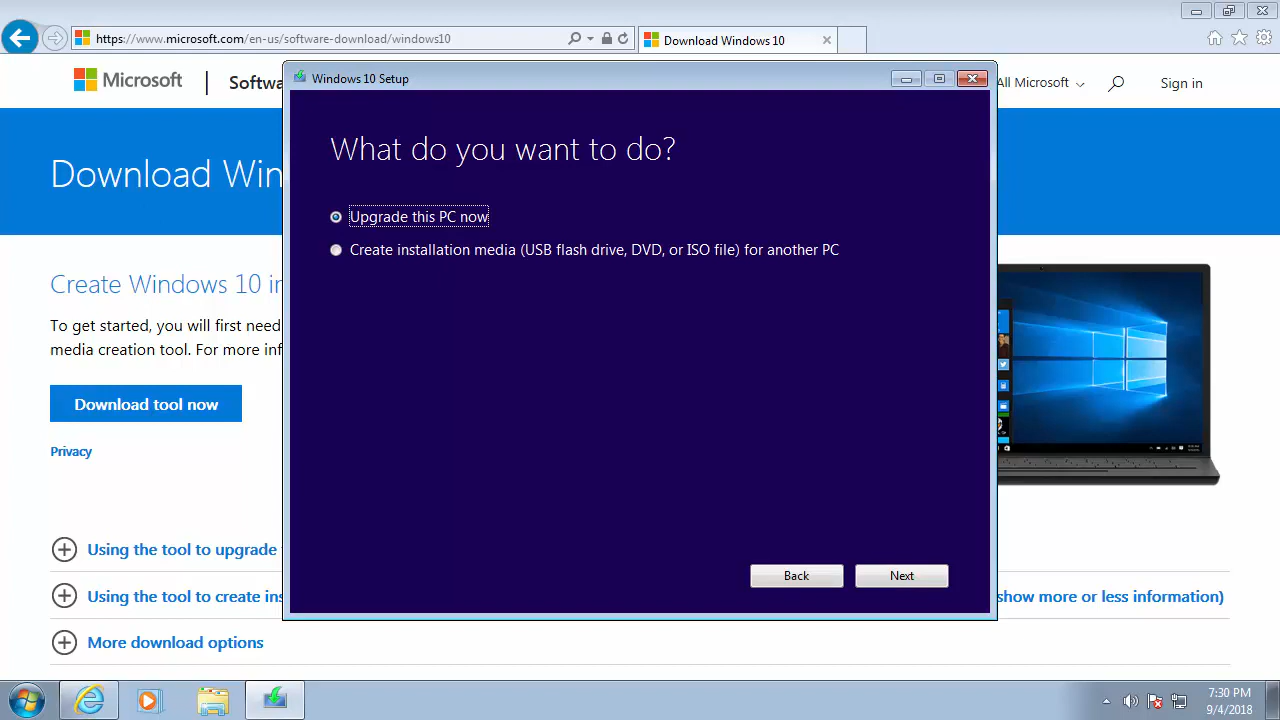 https://www.microsoft.com/en-us/software-download/windows10
Download Windows 10
Microsoft
All Microsoft
Sign in
Windows 10 Setup
What do you want to do?
Upgrade this PC now
Create installation media (USB flash drive, DVD, or ISO file) for another PC
Back
Next
Download
Create Windows 10
To get started, you will first need
media creation tool. For more
Download tool now
Privacy
Using the tool to upgrade
Using the tool to create
show more or less information)
More download options
7:30 PM
9/4/2018